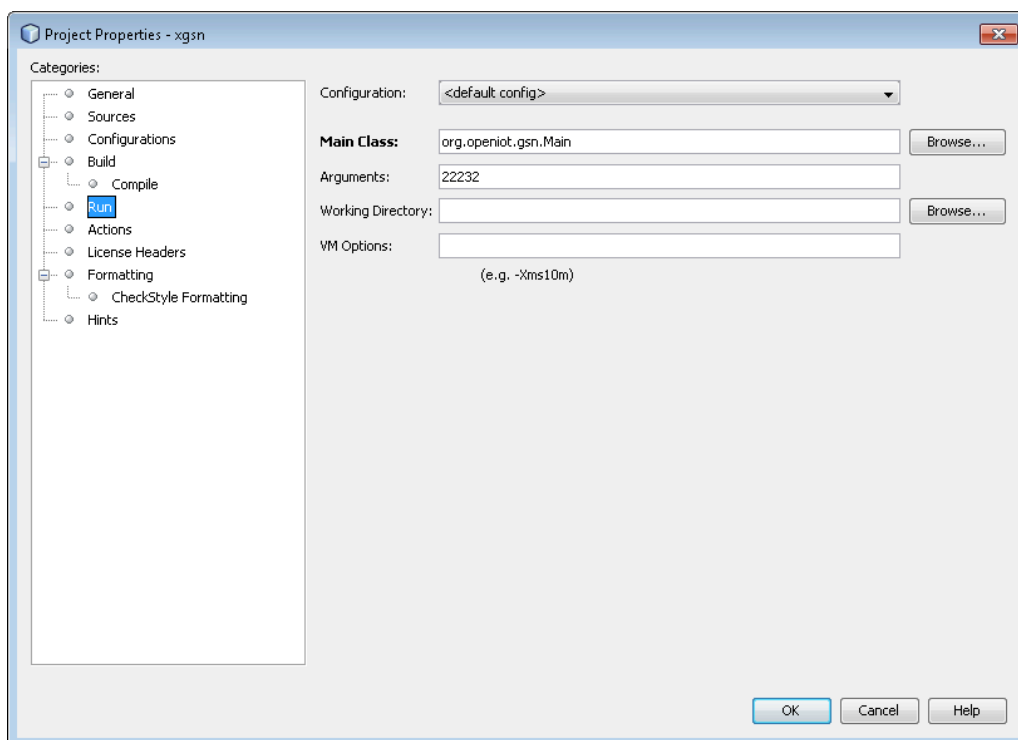 Project Properties - xgsn
Categories:
General
Sources
Configurations
Build
Compile
Run
Actions
License Headers
Formatting
CheckStyle Formatting
Hints
Configuration: <default config>
Main Class: org.openiot.gsn.Main Browse...
Arguments: 22232
Working Directory: Browse...
VM Options:
(e.g. -Xms10m)
OK Cancel Help